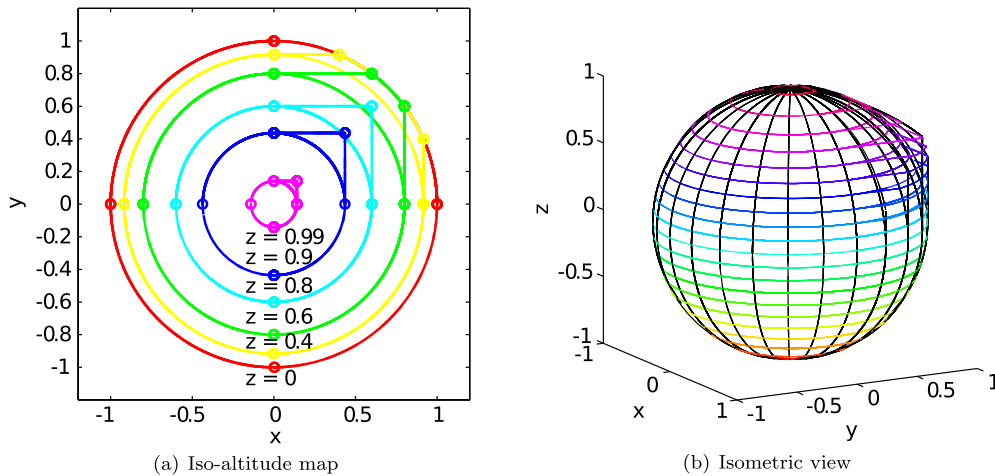 1
0.8
0.6
0.4
0.2
0
-0.2
-0.4
-0.6
-0.8
-1
y
z = 0.99
z = 0.9
z = 0.8
z = 0.6
z = 0.4
z = 0
-1
-0.5
0
0.5
1
x
(a) Iso-altitude map
1
0.5
0
-0.5
-1
z
-1
0
1
x
-1
-0.5
0
0.5
1
y
(b) Isometric view